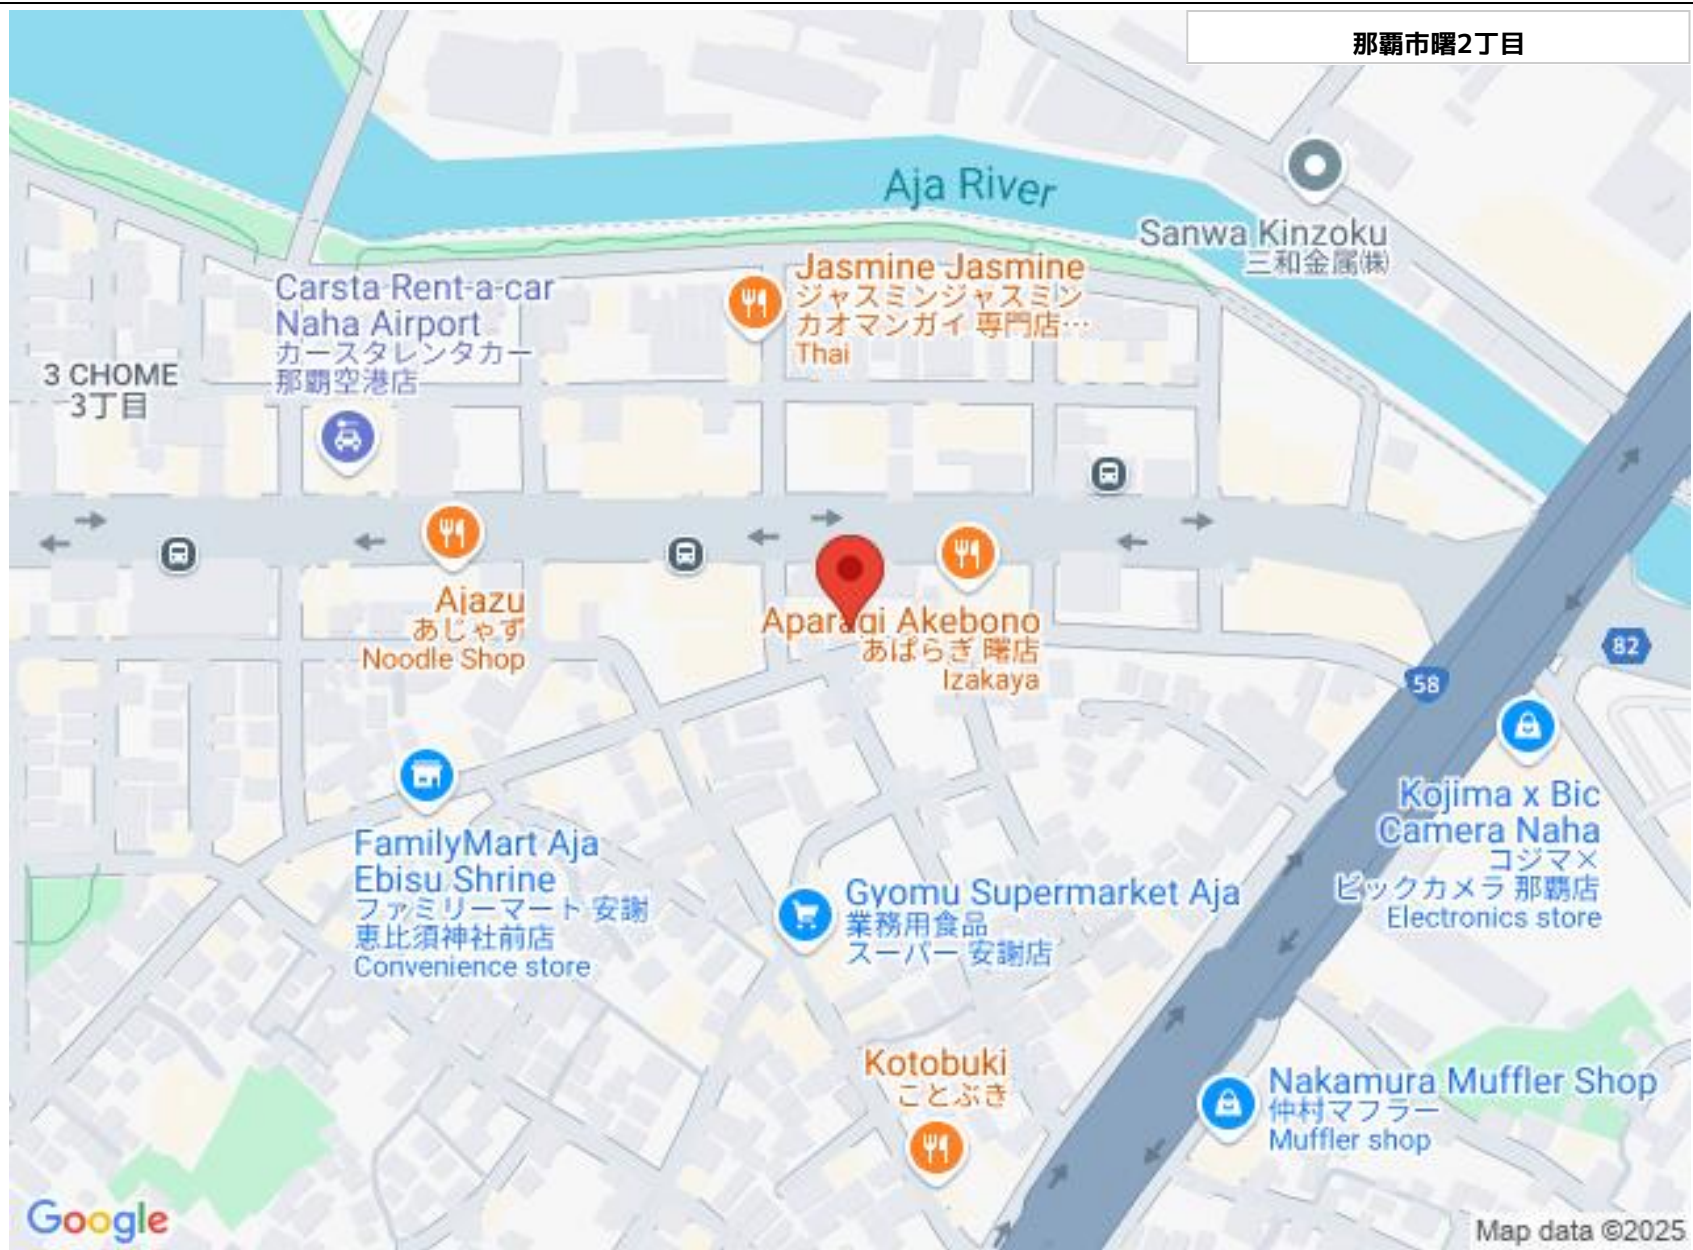 那覇市曙2丁目
Aja River
Sanwa Kinzoku
三和金属㈱
Jasmine Jasmine
ジャスミンジャスミン
カオマンガイ 専門店…
Thai
Carsta Rent-a-car
Naha Airport
カースタレンタカー
那覇空港店
3 CHOME
3丁目
Ajazu
あじゃず
Noodle Shop
Aparagi Akebono
あぱらぎ 曙店
Izakaya
82
58
Kojima x Bic
Camera Naha
コジマ×
ビックカメラ 那覇店
Electronics store
FamilyMart Aja
Ebisu Shrine
ファミリーマート 安謝
恵比須神社前店
Convenience store
Gyomu Supermarket Aja
業務用食品
スーパー 安謝店
Kotobuki
ことぶき
Nakamura Muffler Shop
仲村マフラー
Muffler shop
Google
Map data ©2025